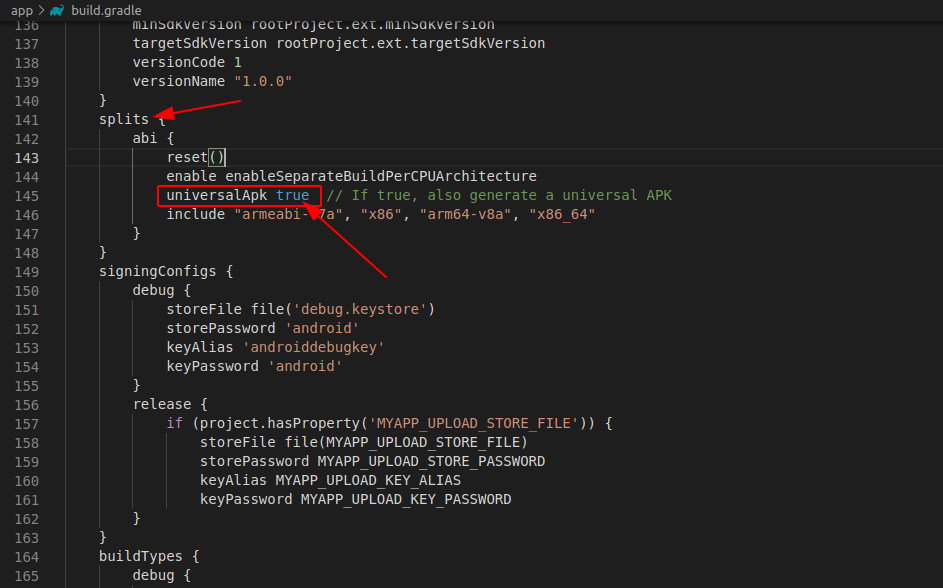 app > build.gradle
136 minSdkVersion rootProject.ext.minSdkVersion
137 targetSdkVersion rootProject.ext.targetSdkVersion
138 versionCode 1
139 versionName "1.0.0"
140 }
141 splits {
142 abi {
143 reset()
144 enable enableSeparateBuildPerCPUArchitecture
145 universalApk true // If true, also generate a universal APK
146 include "armeabi- 7a", "x86", "arm64-v8a", "x86_64"
147 }
148 }
149 signingConfigs {
150 debug {
151 storeFile file('debug.keystore')
152 storePassword 'android'
153 keyAlias 'androiddebugkey'
154 keyPassword 'android'
155 }
156 release {
157 if (project.hasProperty('MYAPP_UPLOAD_STORE_FILE')) {
158 storeFile file(MYAPP_UPLOAD_STORE_FILE)
159 storePassword MYAPP_UPLOAD_STORE_PASSWORD
160 keyAlias MYAPP_UPLOAD_KEY_ALIAS
161 keyPassword MYAPP_UPLOAD_KEY_PASSWORD
162 }
163 }
164 buildTypes {
165 debug {